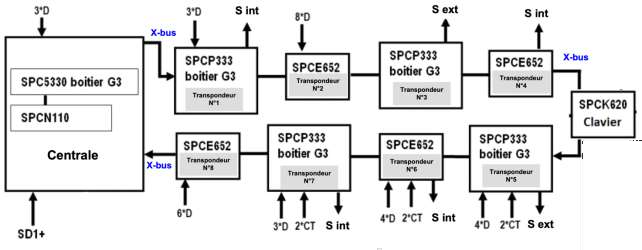 3*D
X-bus
3*D
S int
8*D
S ext
S int
X-bus
SPC5330 boitier G3
SPCN110
Centrale
SPCP333
boitier G3
Transpondeur
N°1
SPCE652
Transpondeur
N°2
SPCP333
boitier G3
Transpondeur
N°3
SPCE652
Transpondeur
N°4
SPCK620
Clavier
X-bus
SPCE652
Transpondeur
N°8
SPCP333
boitier G3
Transpondeur
N°7
SPCE652
Transpondeur
N°6
SPCP333
boitier G3
Transpondeur
N°5
SD1+
6*D
3*D
2*CT
S int
4*D
2*CT
S int
4*D
2*CT
S ext